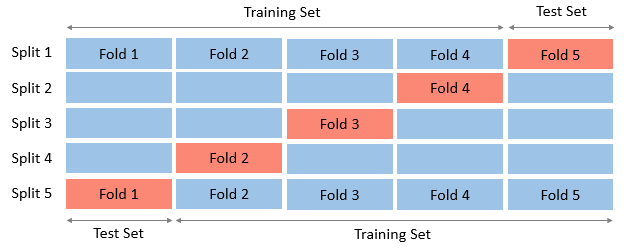 Training Set Test Set
Split 1 Fold 1 Fold 2 Fold 3 Fold 4 Fold 5
Split 2 Fold 4
Split 3 Fold 3
Split 4 Fold 2
Split 5 Fold 1 Fold 2 Fold 3 Fold 4 Fold 5
Test Set Training Set